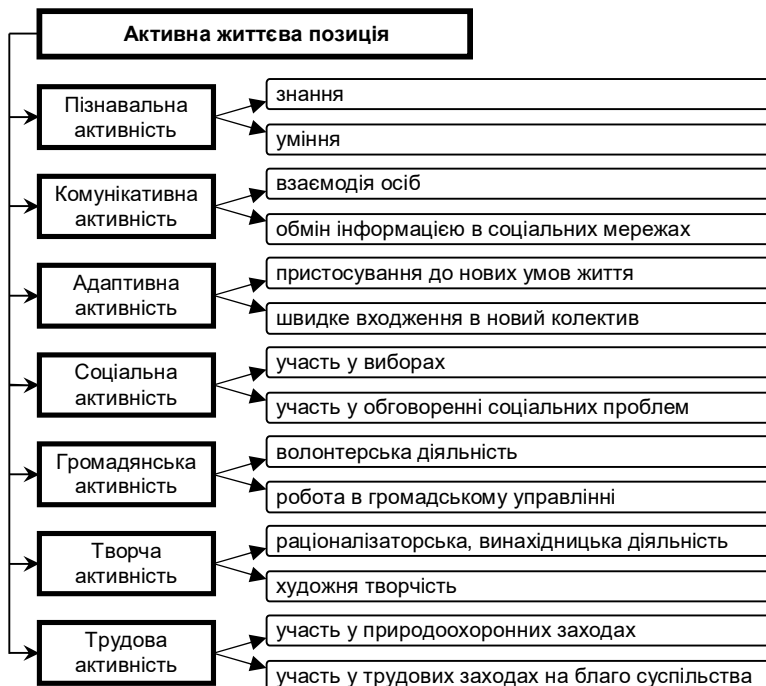 Активна життєва позиція
Пізнавальна
активність
знання
уміння
Комунікативна
активність
взаємодія осіб
обмін інформацією в соціальних мережах
Адаптивна
активність
пристосування до нових умов життя
швидке входження в новий колектив
Соціальна
активність
участь у виборах
участь у обговоренні соціальних проблем
Громадянська
активність
волонтерська діяльність
робота в громадському управлінні
Творча
активність
раціоналізаторська, винахідницька діяльність
художня творчість
Трудова
активність
участь у природоохоронних заходах
участь у трудових заходах на благо суспільства